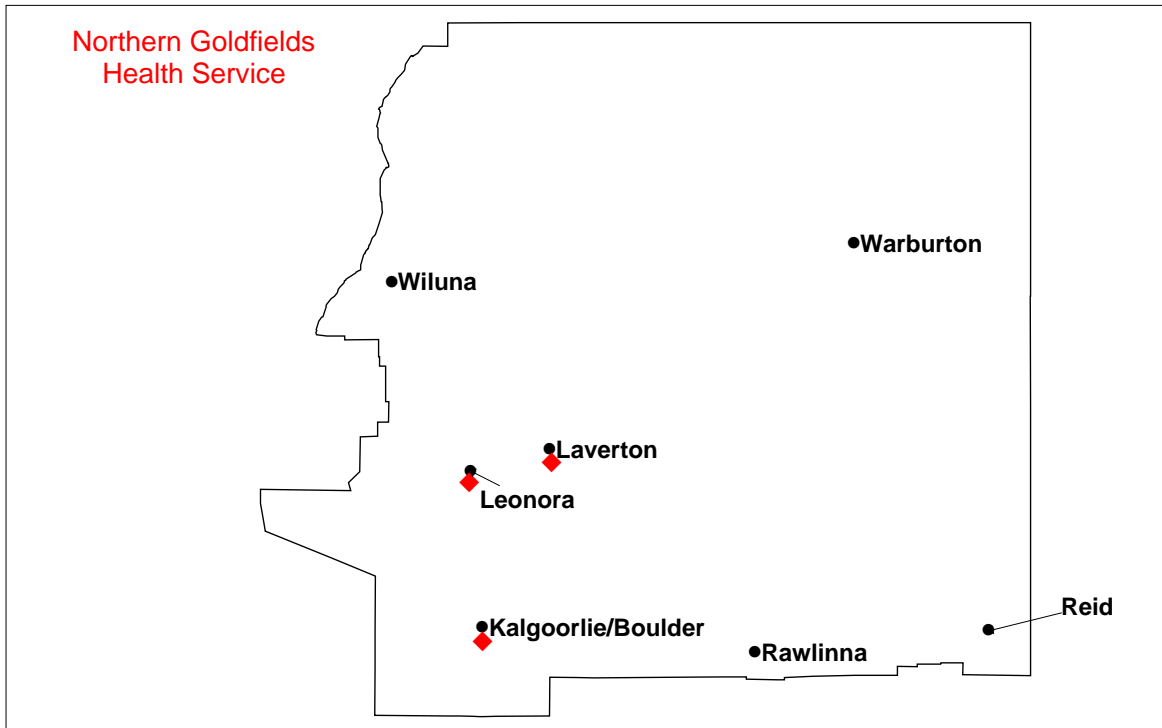 Northern Goldfields
Health Service
Warburton
Wiluna
Laverton
Leonora
Reid
Kalgoorlie/Boulder
Rawlinna